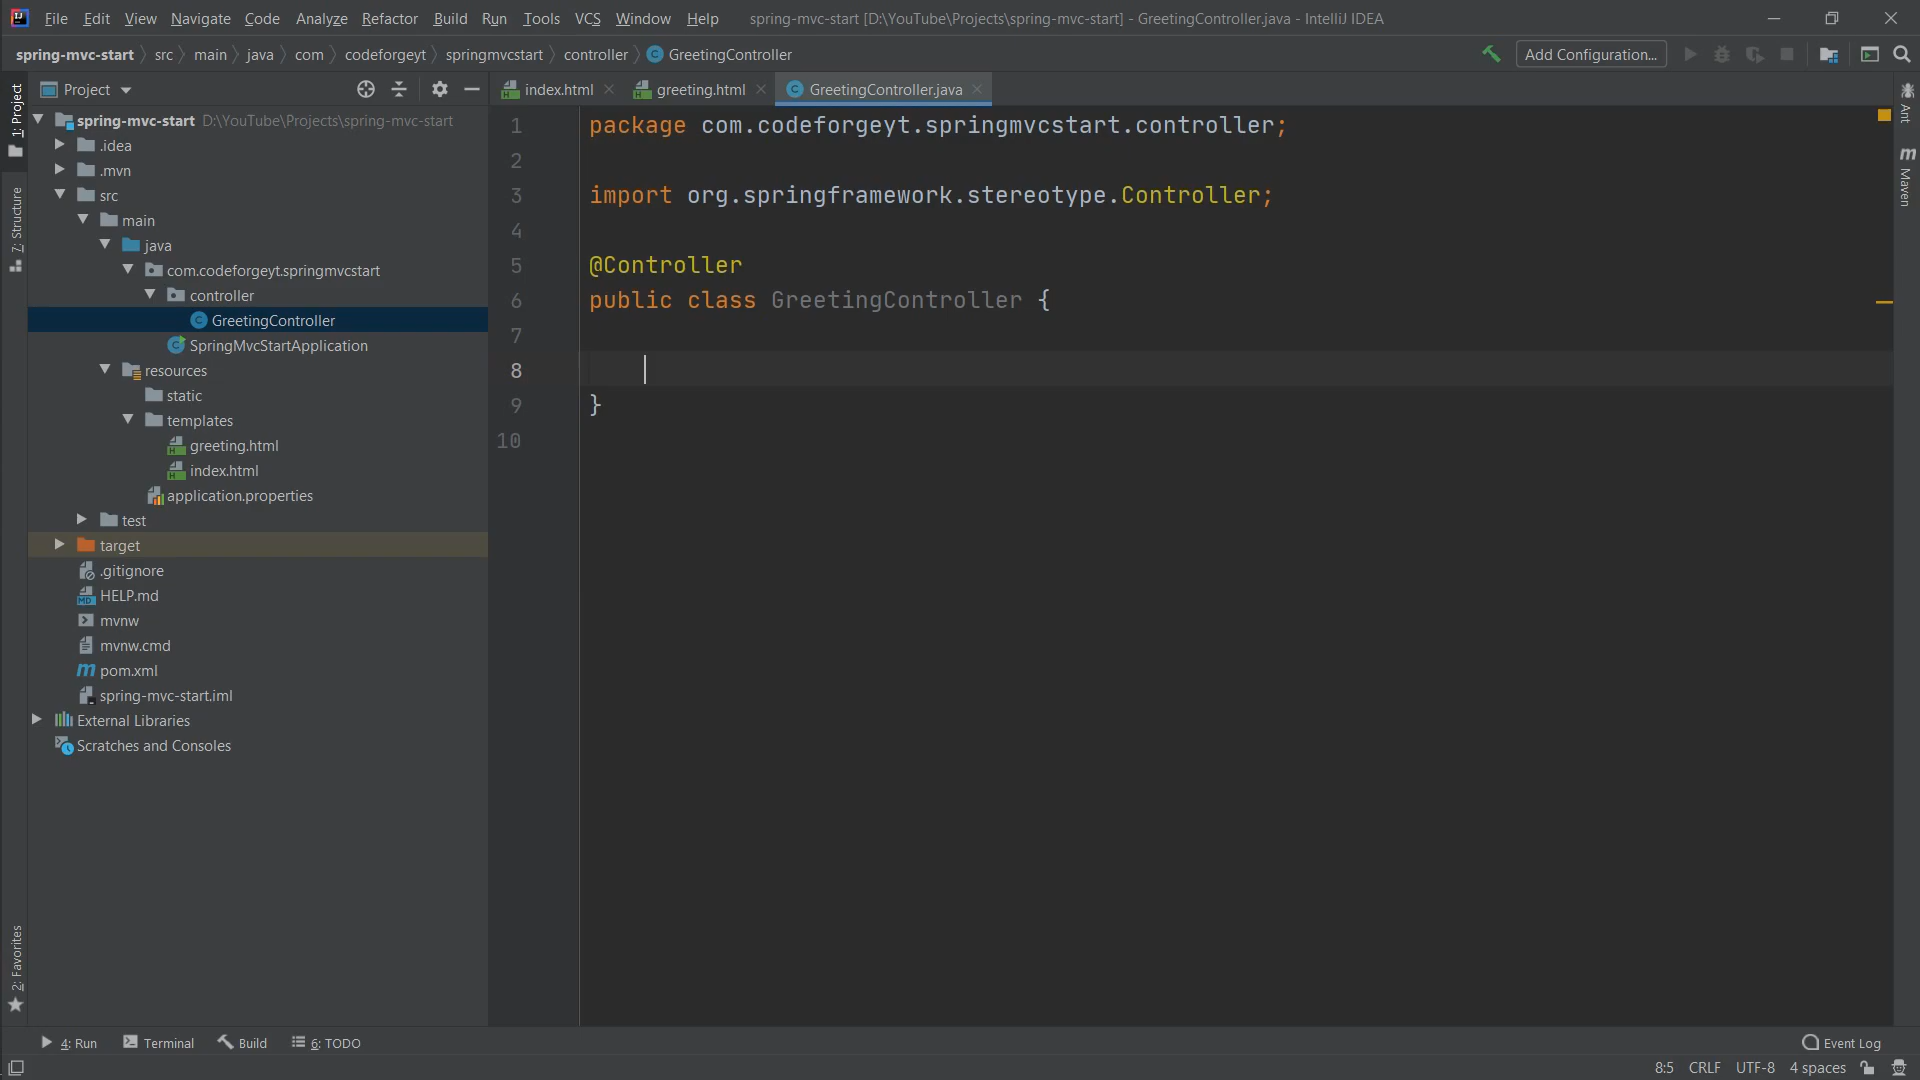 File Edit View Navigate Code Analyze Refactor Build Run Tools VCS Window Help spring-mvc-start [D:\YouTube\Projects\spring-mvc-start] - GreetingController.java - IntelliJ IDEA
spring-mvc-start src main java com codeforgeyt springmvcstart controller GreetingController Add Configuration...
Project
index.html
greeting.html
GreetingController.java
1: Project
7: Structure
2: Favorites
spring-mvc-start D:\YouTube\Projects\spring-mvc-start
.idea
.mvn
src
main
java
com.codeforgeyt.springmvcstart
controller
GreetingController
SpringMvcStartApplication
resources
static
templates
greeting.html
index.html
application.properties
test
target
.gitignore
HELP.md
mvnw
mvnw.cmd
pom.xml
spring-mvc-start.iml
External Libraries
Scratches and Consoles
1 package com.codeforgeyt.springmvcstart.controller;
2
3 import org.springframework.stereotype.Controller;
4
5 @Controller
6 public class GreetingController {
7
8
9 }
10
Ant
Maven
4: Run Terminal Build 6: TODO Event Log
8:5 CRLF UTF-8 4 spaces